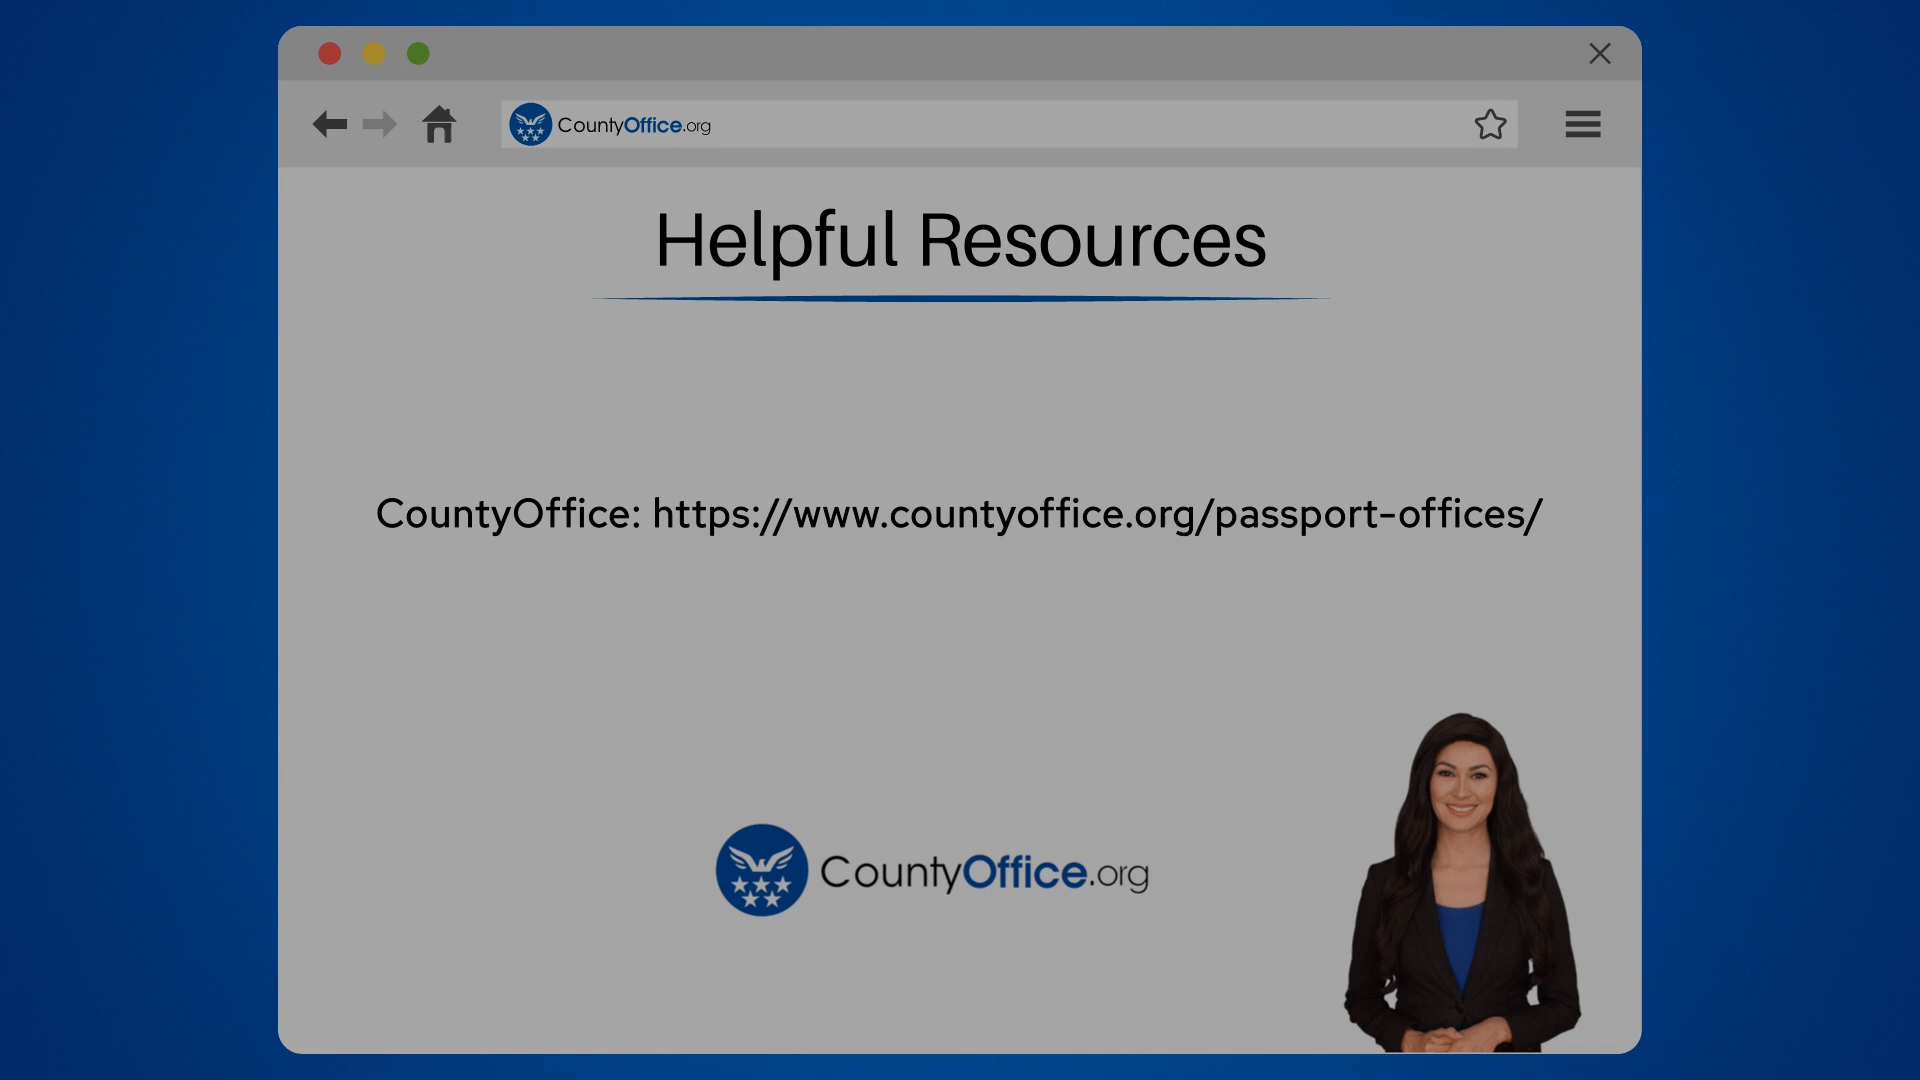 CountyOffice.org
Helpful Resources
CountyOffice: https://www.countyoffice.org/passport-offices/
CountyOffice.org